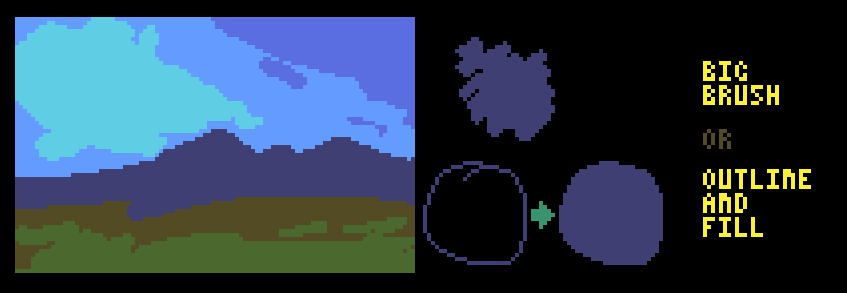 BIG
BRUSH
OR
OUTLINE
AND
FILL